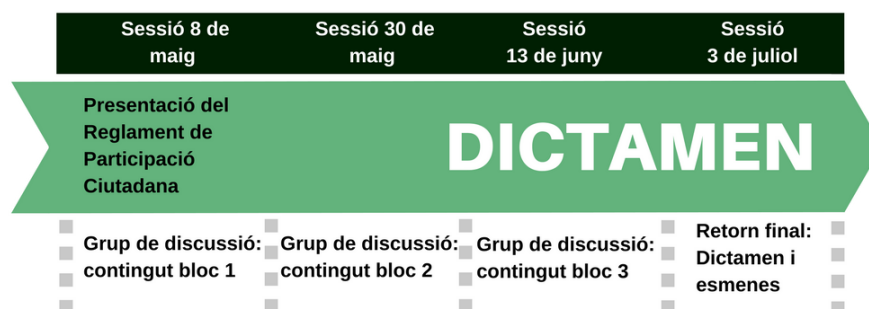 Sessió 8 de
maig
Sessió 30 de
maig
Sessió
13 de juny
Sessió
3 de juliol
Presentació del
Reglament de
Participació
Ciutadana
DICTAMEN
Grup de discussió:
contingut bloc 1
Grup de discussió:
contingut bloc 2
Grup de discussió:
contingut bloc 3
Retorn final:
Dictamen i
esmenes